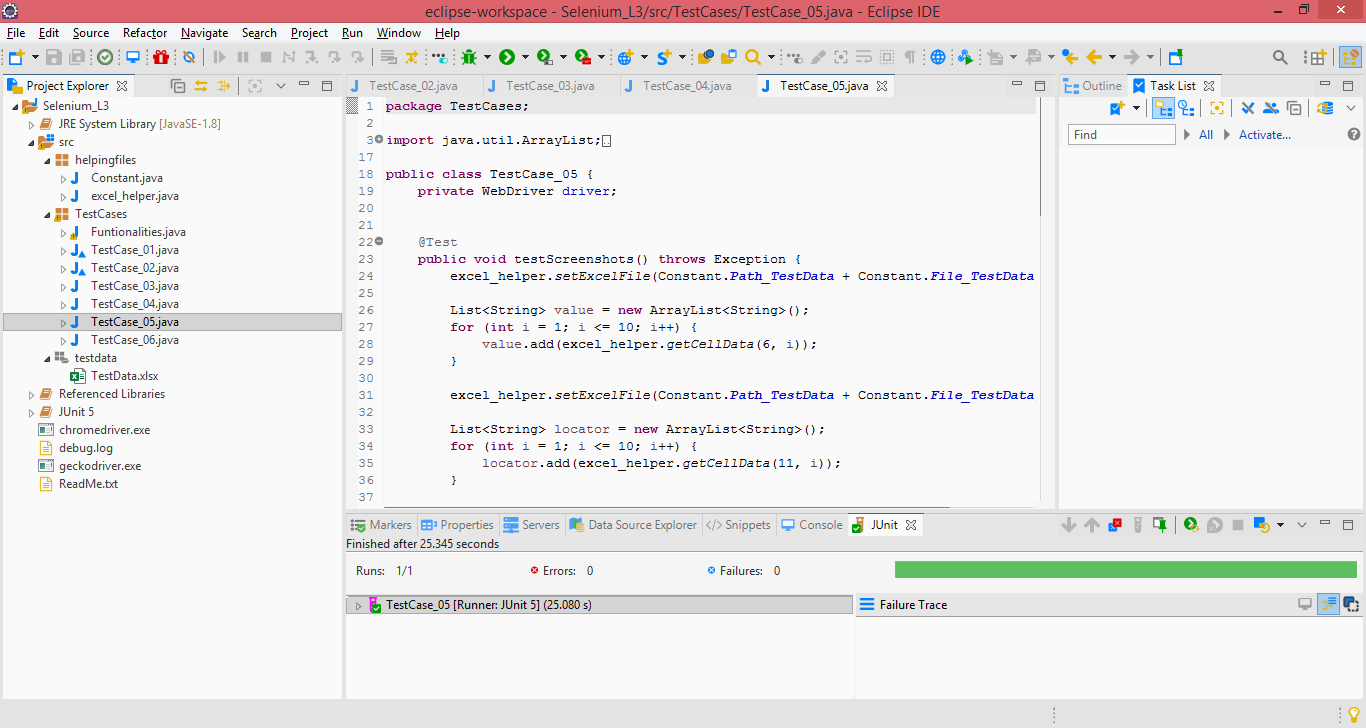 eclipse-workspace - Selenium_L3/src/TestCases/TestCase_05.java - Eclipse IDE
File Edit Source Refactor Navigate Search Project Run Window Help
Project Explorer
Selenium_L3
JRE System Library [JavaSE-1.8]
src
helpingfiles
Constant.java
excel_helper.java
TestCases
Funtionalities.java
TestCase_01.java
TestCase_02.java
TestCase_03.java
TestCase_04.java
TestCase_05.java
TestCase_06.java
testdata
TestData.xlsx
Referenced Libraries
JUnit 5
chromedriver.exe
debug.log
geckodriver.exe
ReadMe.txt
TestCase_02.java TestCase_03.java TestCase_04.java TestCase_05.java
1 package TestCases;
2
3 import java.util.ArrayList;
17
18 public class TestCase_05 {
19 private WebDriver driver;
20
21
22 @Test
23 public void testScreenshots() throws Exception {
24 excel_helper.setExcelFile(Constant.Path_TestData + Constant.File_TestData
25
26 List<String> value = new ArrayList<String>();
27 for (int i = 1; i <= 10; i++) {
28 value.add(excel_helper.getCellData(6, i));
29 }
30
31 excel_helper.setExcelFile(Constant.Path_TestData + Constant.File_TestData
32
33 List<String> locator = new ArrayList<String>();
34 for (int i = 1; i <= 10; i++) {
35 locator.add(excel_helper.getCellData(11, i));
36 }
37
Outline Task List
Find All Activate...
Markers Properties Servers Data Source Explorer Snippets Console JUnit
Finished after 25.345 seconds
Runs: 1/1 Errors: 0 Failures: 0
TestCase_05 [Runner: JUnit 5] (25.080 s)
Failure Trace